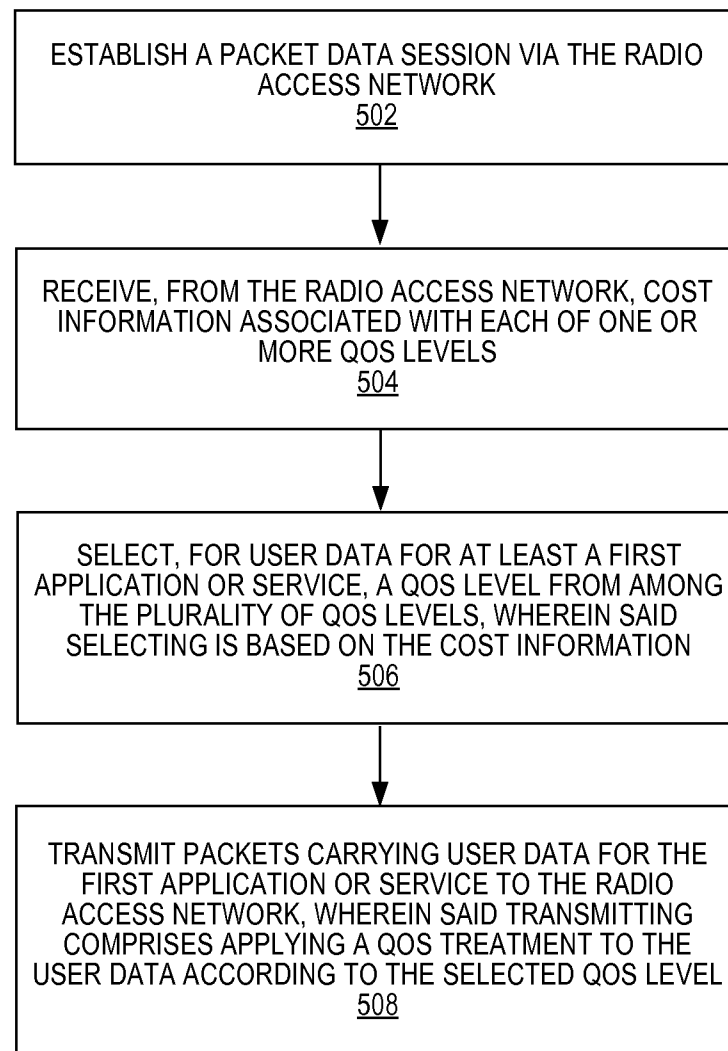 ESTABLISH A PACKET DATA SESSION VIA THE RADIO
ACCESS NETWORK
502
RECEIVE, FROM THE RADIO ACCESS NETWORK, COST
INFORMATION ASSOCIATED WITH EACH OF ONE OR
MORE QOS LEVELS
504
SELECT, FOR USER DATA FOR AT LEAST A FIRST
APPLICATION OR SERVICE, A QOS LEVEL FROM AMONG
THE PLURALITY OF QOS LEVELS, WHEREIN SAID
SELECTING IS BASED ON THE COST INFORMATION
506
TRANSMIT PACKETS CARRYING USER DATA FOR THE
FIRST APPLICATION OR SERVICE TO THE RADIO
ACCESS NETWORK, WHEREIN SAID TRANSMITTING
COMPRISES APPLYING A QOS TREATMENT TO THE
USER DATA ACCORDING TO THE SELECTED QOS LEVEL
508